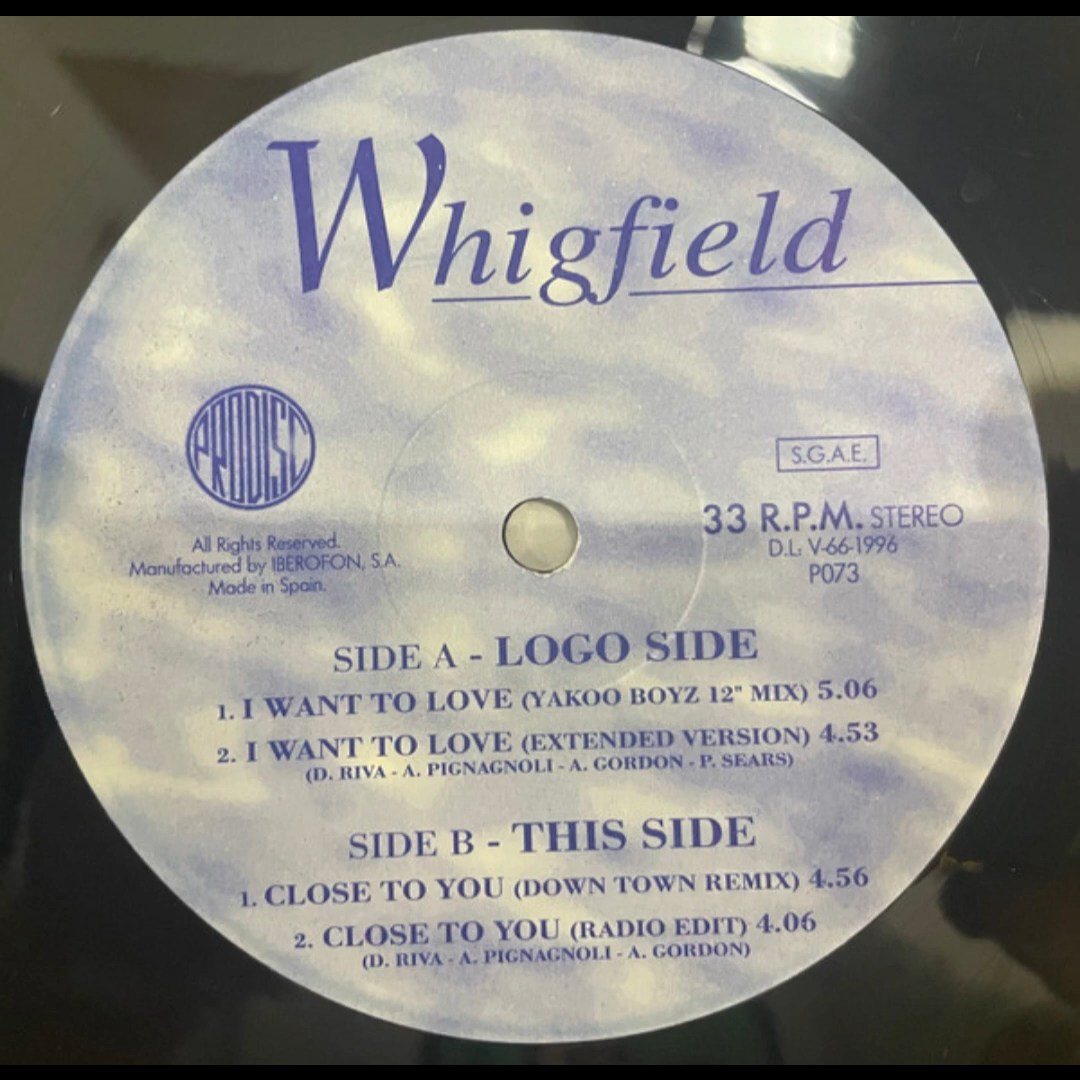 Whigfield
PRODISC
S.G.A.E.
33 R.P.M. STEREO
D.L. V-66-1996
P073
All Rights Reserved.
Manufactured by IBEROFON, S.A.
Made in Spain.
SIDE A - LOGO SIDE
1. I WANT TO LOVE (YAKOO BOYZ 12" MIX) 5.06
2. I WANT TO LOVE (EXTENDED VERSION) 4.53
(D. RIVA - A. PIGNAGNOLI - A. GORDON - P. SEARS)
SIDE B - THIS SIDE
1. CLOSE TO YOU (DOWN TOWN REMIX) 4.56
2. CLOSE TO YOU (RADIO EDIT) 4.06
(D. RIVA - A. PIGNAGNOLI - A. GORDON)